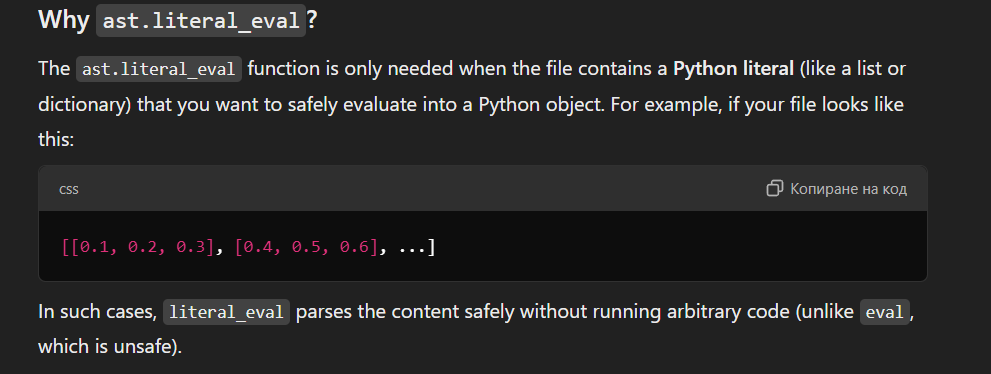 Why ast.literal_eval?
The ast.literal_eval function is only needed when the file contains a Python literal (like a list or
dictionary) that you want to safely evaluate into a Python object. For example, if your file looks like
this:
css
Копиране на код
[[0.1, 0.2, 0.3], [0.4, 0.5, 0.6], ...]
In such cases, literal_eval parses the content safely without running arbitrary code (unlike eval,
which is unsafe).